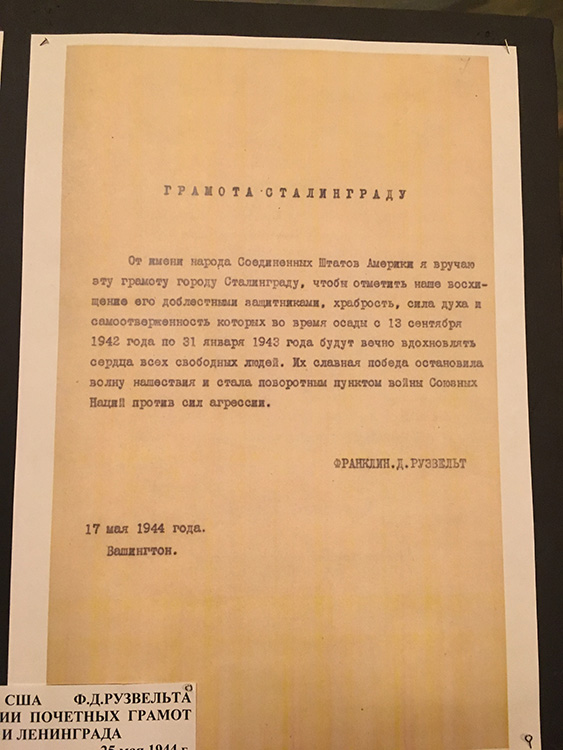 ГРАМОТА СТАЛИНГРАДУ
От имени народа Соединенных Штатов Америки я вручаю
эту грамоту городу Сталинграду, чтобы отметить наше восхи-
щение его доблестными защитниками, храбрость, сила духа и
самоотверженность которых во время осады с 13 сентября
1942 года по 31 января 1943 года будут вечно вдохновлять
сердца всех свободных людей. Их славная победа остановила
волну нашествия и стала поворотным пунктом войны Союзных
Наций против сил агрессии.
ФРАНКЛИН.Д.РУЗВЕЛЬТ
17 мая 1944 года.
Вашингтон.
США Ф.Д.РУЗВЕЛЬТА
ИИ ПОЧЕТНЫХ ГРАМОТ
И ЛЕНИНГРАДА
25 мая 1944 г.